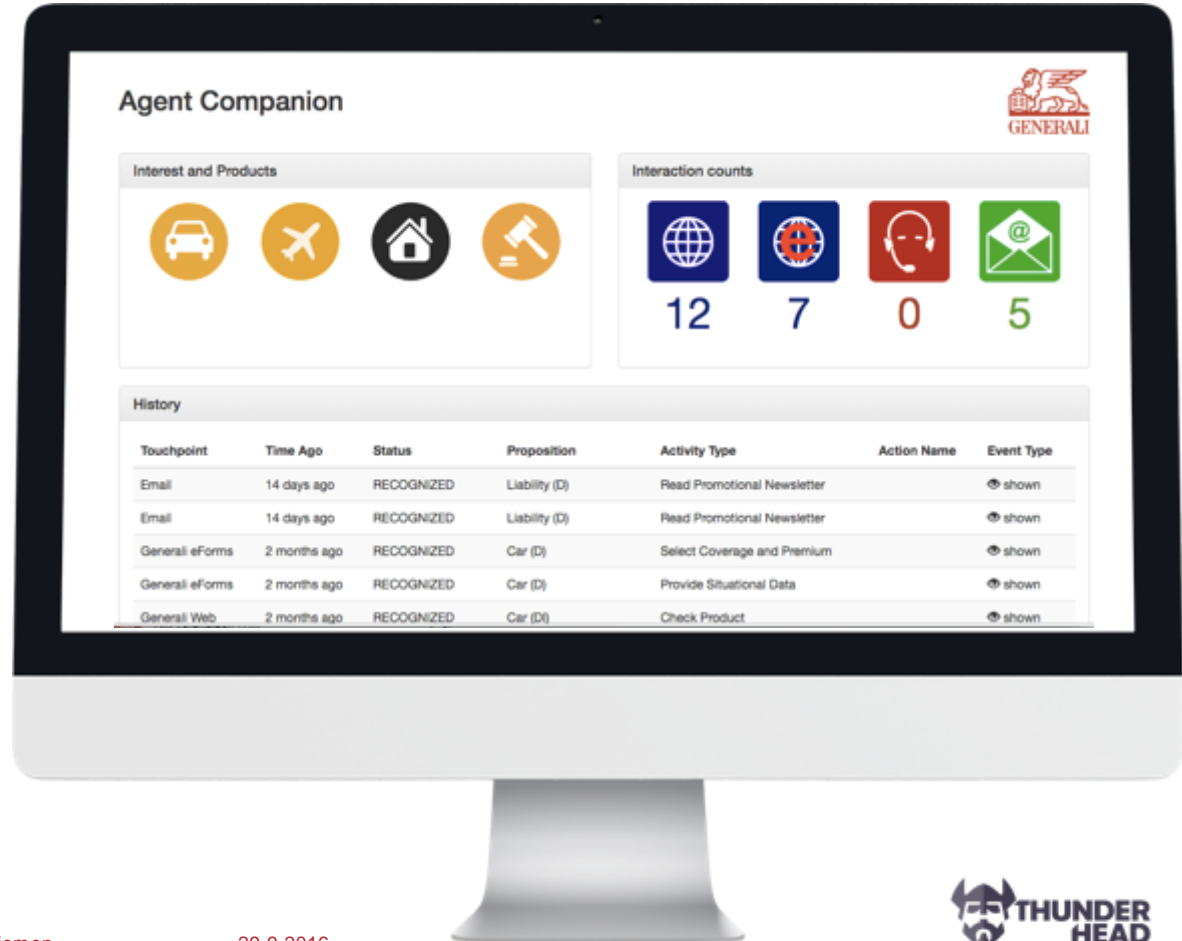 Agent Companion
GENERALI
Interest and Products
Interaction counts
@
e
12 7 0 5
History
Touchpoint Time Ago Status Proposition Activity Type Action Name Event Type
Email 14 days ago RECOGNIZED Liability (D) Read Promotional Newsletter shown
Email 14 days ago RECOGNIZED Liability (D) Read Promotional Newsletter shown
Generali eForms 2 months ago RECOGNIZED Car (D) Select Coverage and Premium shown
Generali eForms 2 months ago RECOGNIZED Car (D) Provide Situational Data shown
Generali Web 2 months ago RECOGNIZED Car (DI) Check Product shown
THUNDER
HEAD